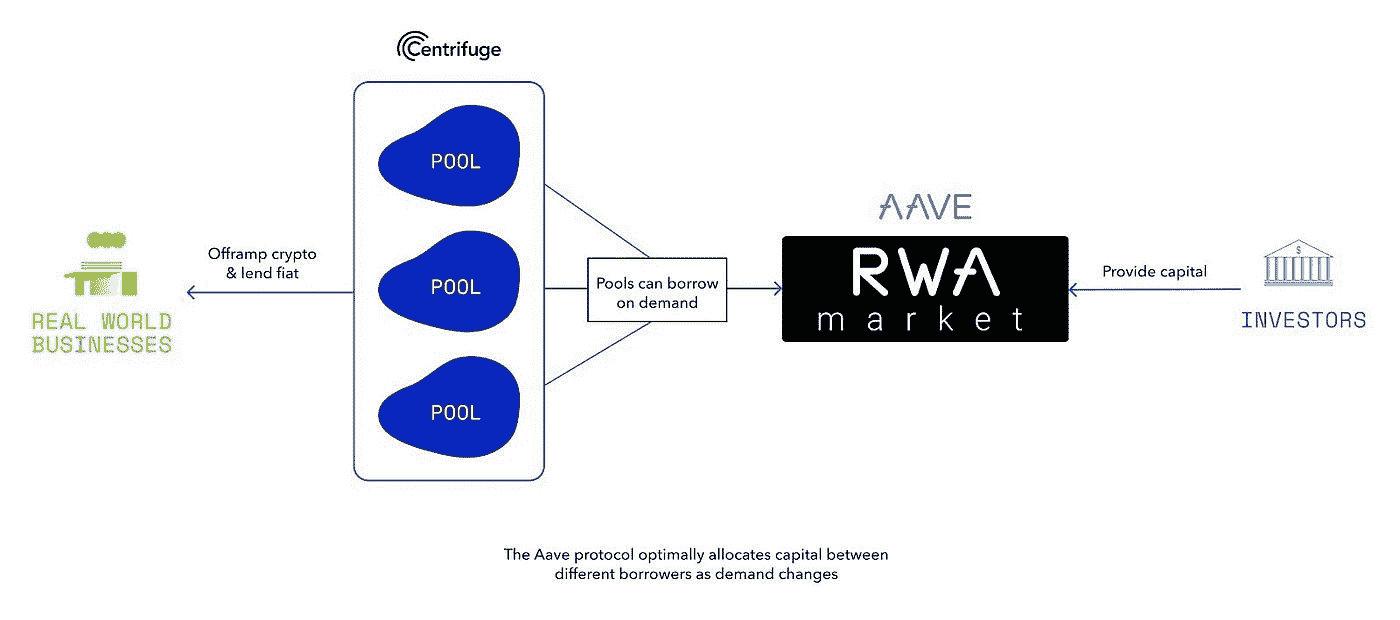 Centrifuge
POOL
POOL
POOL
Offramp crypto
& lend fiat
REAL WORLD
BUSINESSES
Pools can borrow
on demand
AAVE
RWA
market
Provide capital
$
INVESTORS
The Aave protocol optimally allocates capital between
different borrowers as demand changes